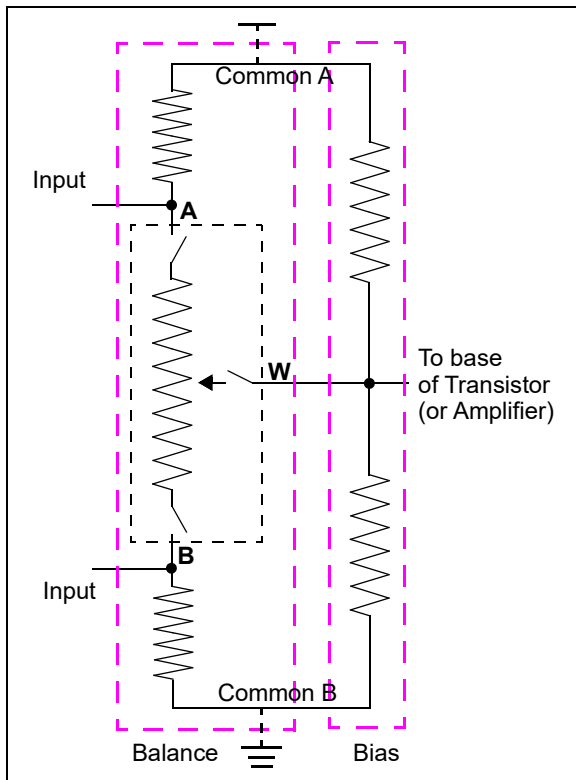 Common A
Input
A
W
To base
of Transistor
(or Amplifier)
B
Input
Common B
Balance
Bias